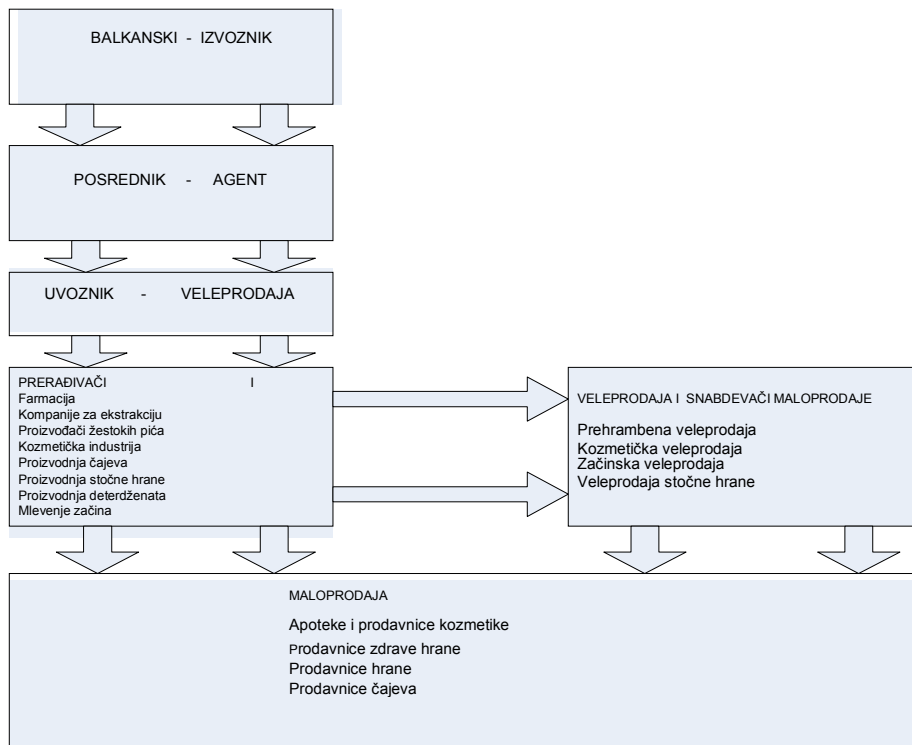 BALKANSKI - IZVOZNIK
POSREDNIK - AGENT
UVOZNIK - VELEPRODAJA
PRERAĐIVAČI I
Farmacija
Kompanije za ekstrakciju
Proizvođači žestokih pića
Kozmetička industrija
Proizvodnja čajeva
Proizvodnja stočne hrane
Proizvodnja deterdženata
Mlevenje začina
VELEPRODAJA I SNABDEVAČI MALOPRODAJE
Prehrambena veleprodaja
Kozmetička veleprodaja
Začinska veleprodaja
Veleprodaja stočne hrane
MALOPRODAJA
Apoteke i prodavnice kozmetike
Prodavnice zdrave hrane
Prodavnice hrane
Prodavnice čajeva